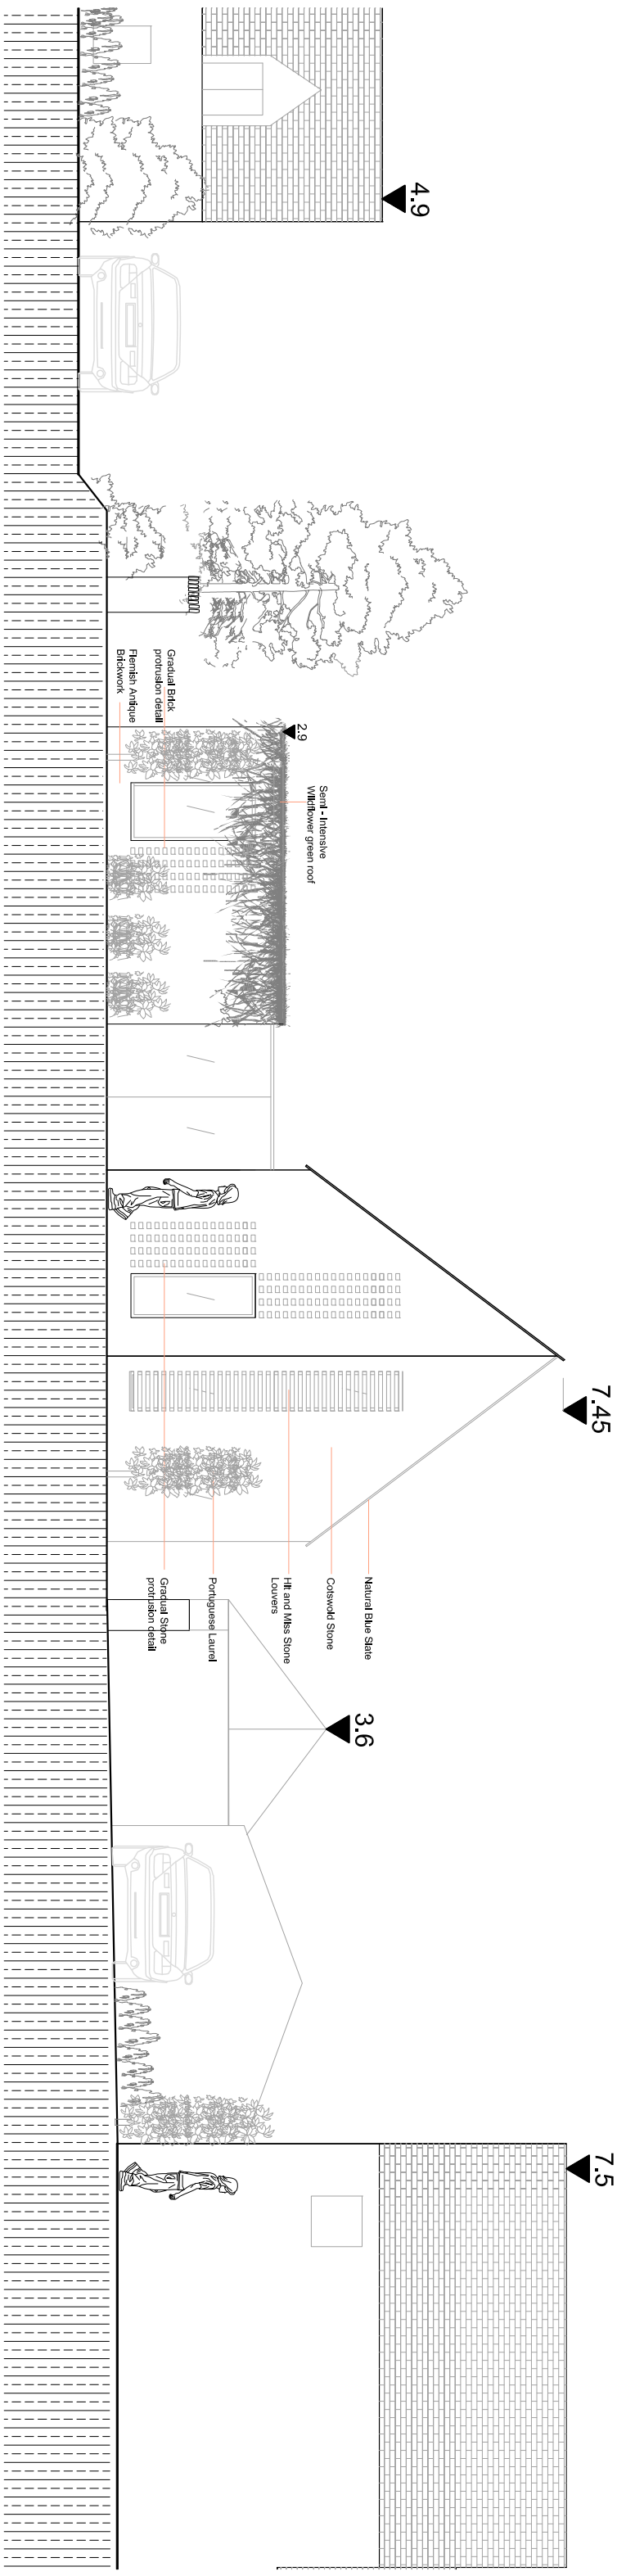 4.9
Gradual Brick
protrusion detail
Flemish Antique
Brickwork
2.9
Semi - Intensive
Wildflower green roof
7.45
Natural Blue Slate
Cotswold Stone
Hit and Miss Stone
Louvers
Portuguese Laurel
Gradual Stone
protrusion detail
3.6
7.5